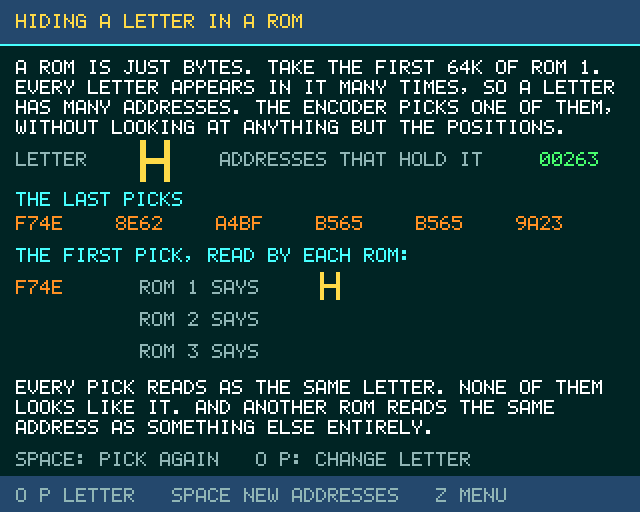 HIDING A LETTER IN A ROM
A ROM IS JUST BYTES. TAKE THE FIRST 64K OF ROM 1.
EVERY LETTER APPEARS IN IT MANY TIMES, SO A LETTER
HAS MANY ADDRESSES. THE ENCODER PICKS ONE OF THEM,
WITHOUT LOOKING AT ANYTHING BUT THE POSITIONS.
LETTER H ADDRESSES THAT HOLD IT 00263
THE LAST PICKS
F74E 8E62 A4BF B565 B565 9A23
THE FIRST PICK, READ BY EACH ROM:
F74E ROM 1 SAYS H
ROM 2 SAYS
ROM 3 SAYS
EVERY PICK READS AS THE SAME LETTER. NONE OF THEM
LOOKS LIKE IT. AND ANOTHER ROM READS THE SAME
ADDRESS AS SOMETHING ELSE ENTIRELY.
SPACE: PICK AGAIN O P: CHANGE LETTER
O P LETTER SPACE NEW ADDRESSES Z MENU